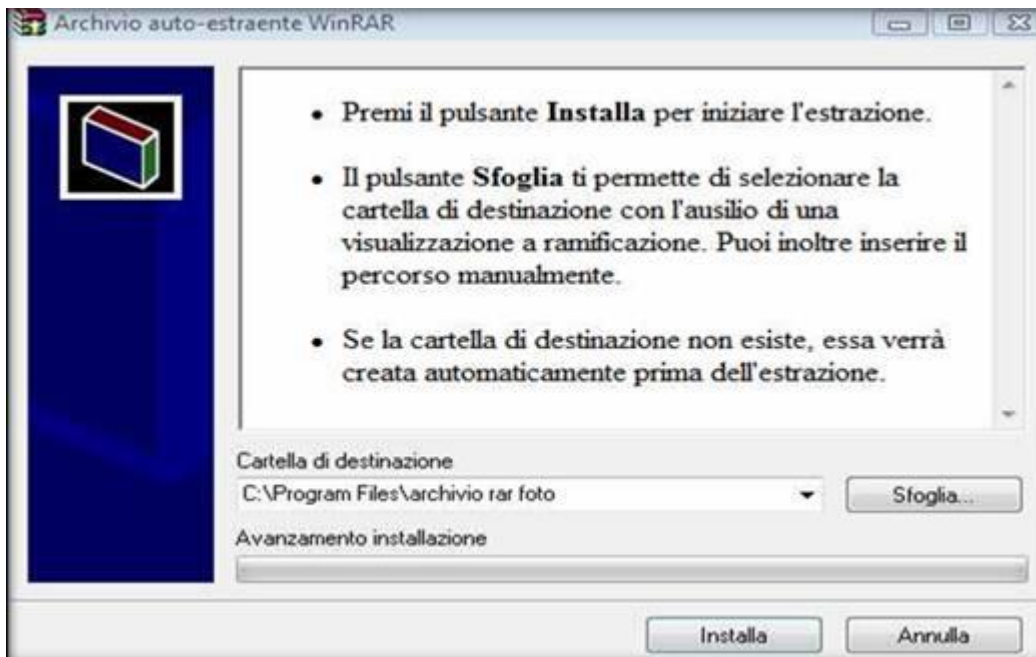 Archivio auto-estraente WinRAR
• Premi il pulsante Installa per iniziare l'estrazione.
• Il pulsante Sfoglia ti permette di selezionare la
cartella di destinazione con l'ausilio di una
visualizzazione a ramificazione. Puoi inoltre inserire il
percorso manualmente.
• Se la cartella di destinazione non esiste, essa verrà
creata automaticamente prima dell'estrazione.
Cartella di destinazione
C:\Program Files\archivio rar foto
Sfoglia...
Avanzamento installazione
Installa
Annulla